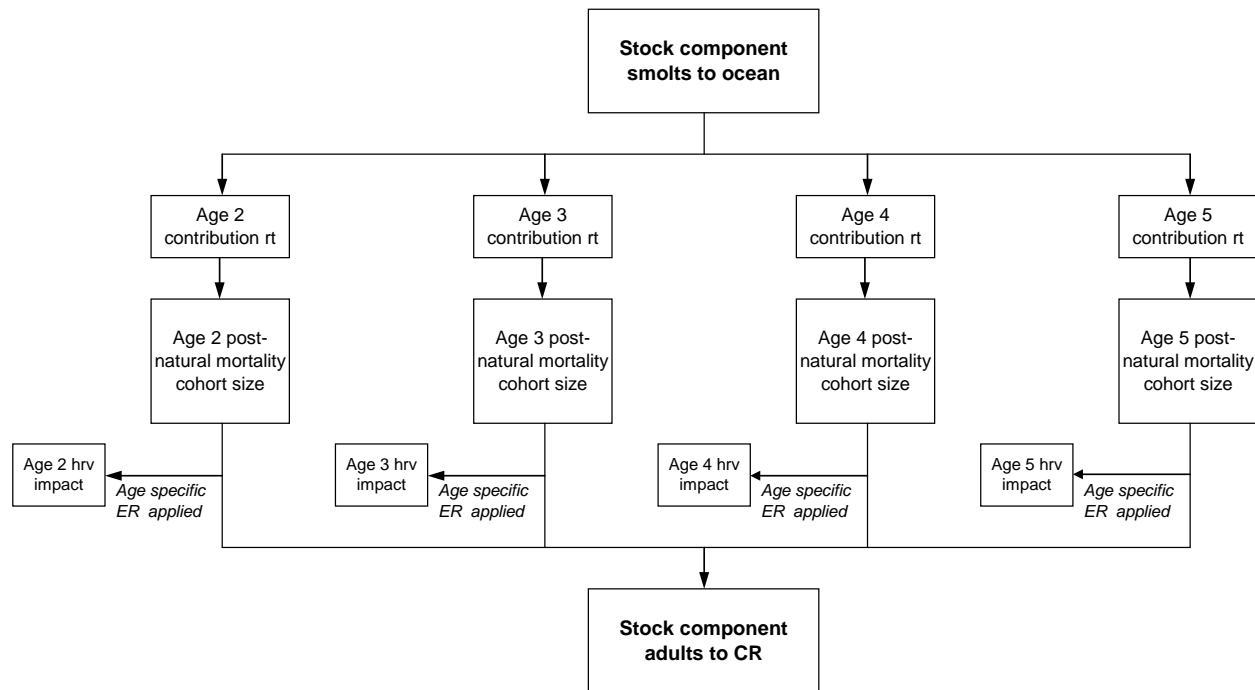 Stock component
smolts to ocean
Age 2
contribution rt
Age 3
contribution rt
Age 4
contribution rt
Age 5
contribution rt
Age 2 post-
natural mortality
cohort size
Age 3 post-
natural mortality
cohort size
Age 4 post-
natural mortality
cohort size
Age 5 post-
natural mortality
cohort size
Age 2 hrv
impact
Age specific
ER applied
Age 3 hrv
impact
Age specific
ER applied
Age 4 hrv
impact
Age specific
ER applied
Age 5 hrv
impact
Age specific
ER applied
Stock component
adults to CR